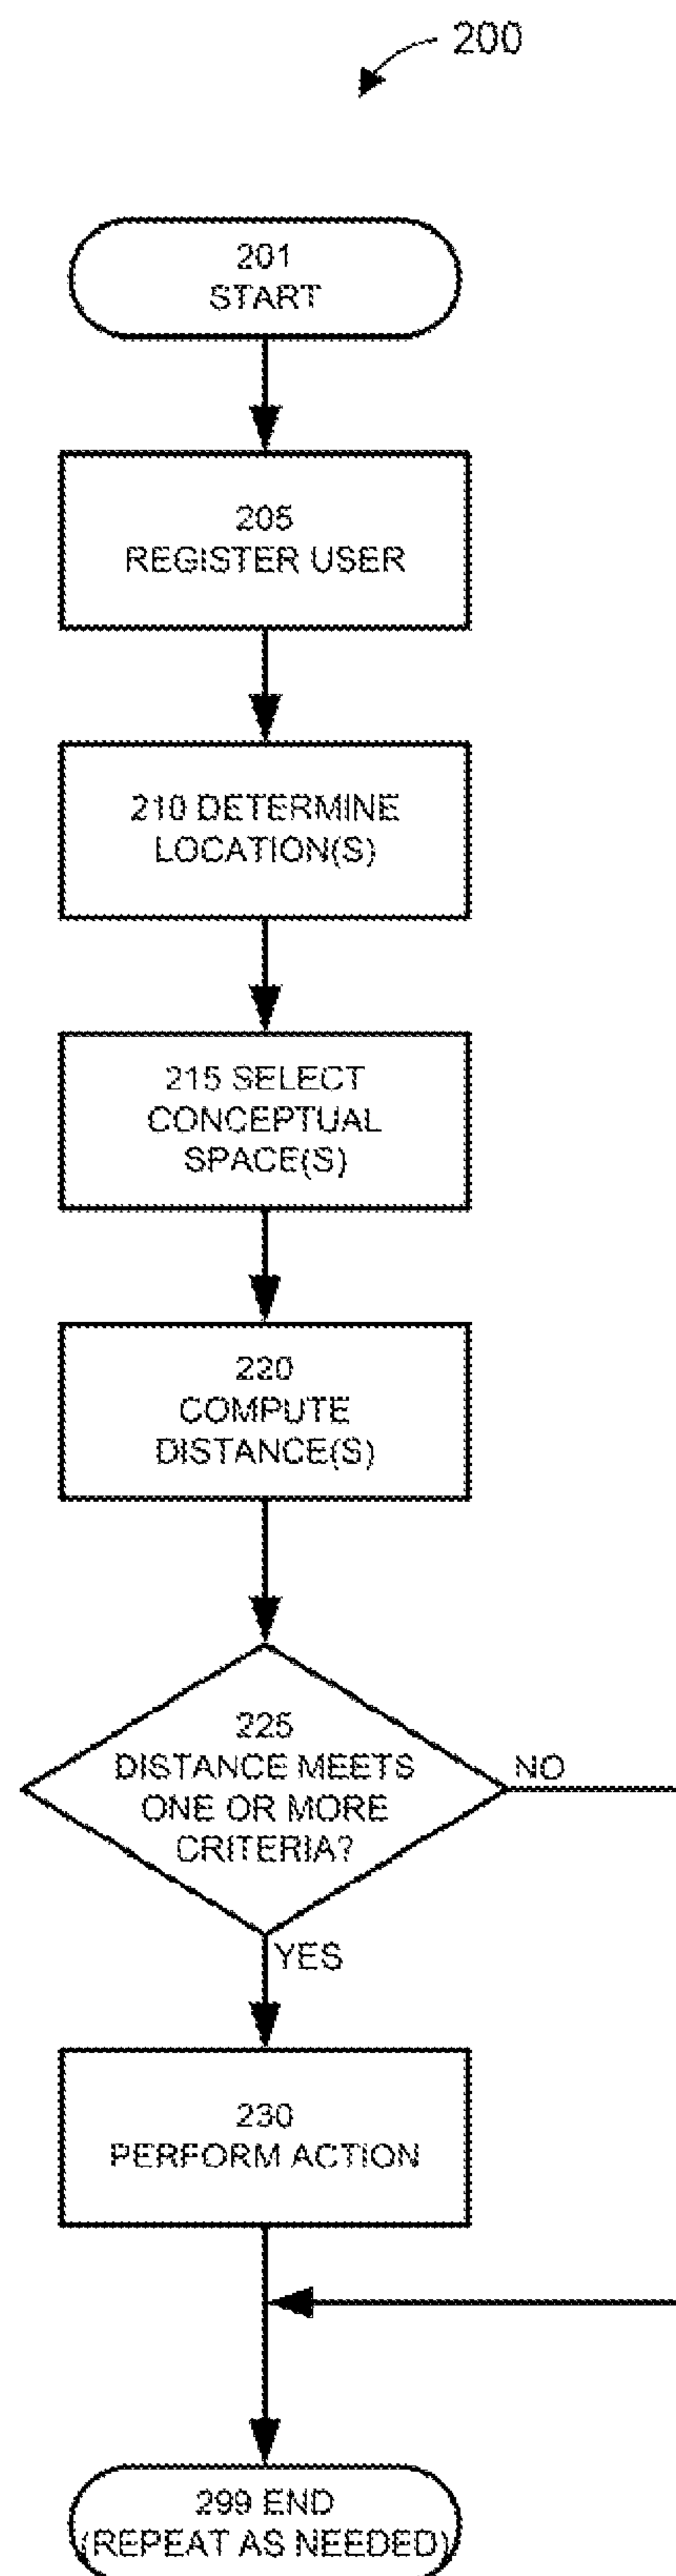 200
201
START
205
REGISTER USER
210 DETERMINE
LOCATION(S)
215 SELECT
CONCEPTUAL
SPACE(S)
220
COMPUTE
DISTANCE(S)
225
DISTANCE MEETS
ONE OR MORE
CRITERIA?
NO
YES
230
PERFORM ACTION
299 END
(REPEAT AS NEEDED)